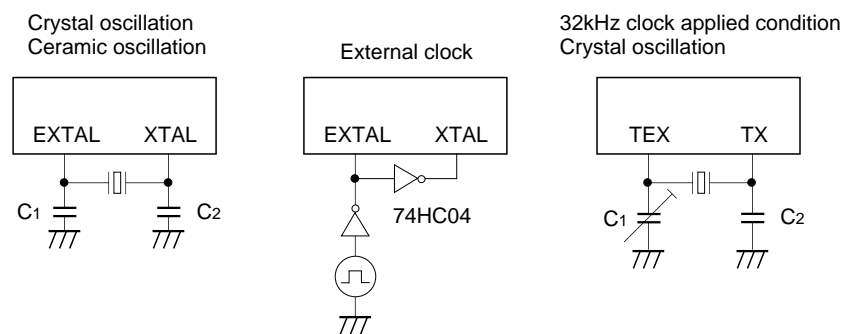 Crystal oscillation
Ceramic oscillation
EXTAL XTAL
C1 C2
External clock
EXTAL XTAL
74HC04
32kHz clock applied condition
Crystal oscillation
TEX TX
C1 C2